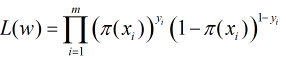 L(w) = ∏_{i=1}^{m} (π(x_i))^{y_i} (1 − π(x_i))^{1−y_i}